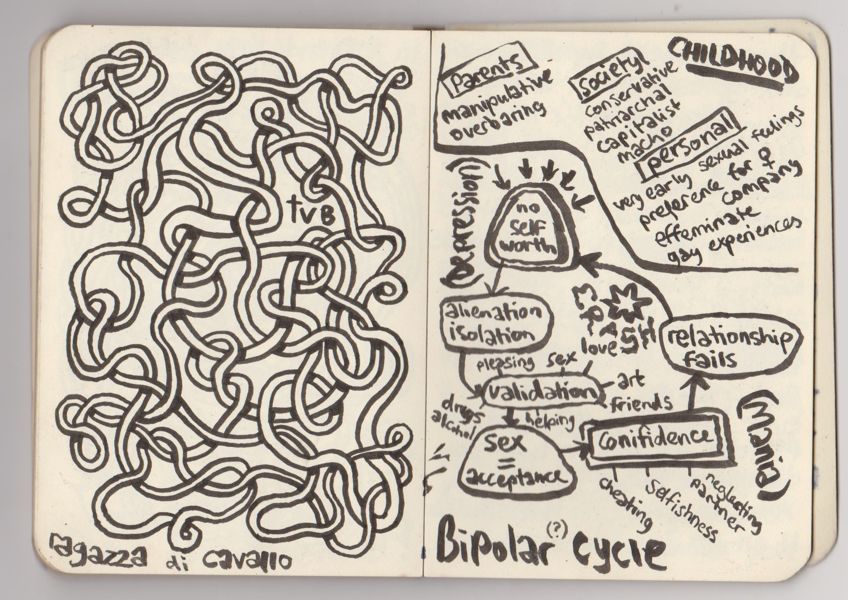 tvB
ragazza di cavallo
CHILDHOOD
Parents
manipulative
overbaring
Society
conservative
patriarchal
capitalist
macho
personal
very early sexual feelings
preference for ♀
company
effeminate
gay experiences
(Depression)
no
self
worth
alienation
isolation
CRASH
relationship
fails
pleasing
sex
love
validation
art
friends
drugs
alcohol
helping
sex
=
acceptance
confidence
(Mania)
cheating
selfishness
neglecting
partner
Bipolar (?) cycle